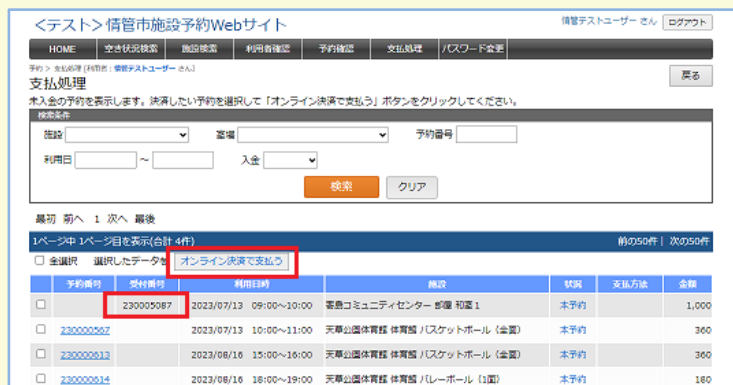 ＜テスト＞情管市施設予約Webサイト
情管テストユーザー さん ログアウト
HOME 空き状況検索 施設検索 利用者確認 予約確認 支払処理 パスワード変更
予約 > 支払処理 [利用者：情管テストユーザー さん]
支払処理 戻る
未入金の予約を表示します。決済したい予約を選択して「オンライン決済で支払う」ボタンをクリックしてください。
検索条件
施設 室場 予約番号
利用日 ～ 入金
検索 クリア
最初 前へ 1 次へ 最後
1ページ中 1ページ目を表示(合計 4件) 前の50件 | 次の50件
全選択 選択したデータを オンライン決済で支払う
予約番号 受付番号 利用日時 施設 状況 支払方法 金額
230005087 2023/07/13 09:00～10:00 コミュニティセンター 部屋 和室１ 本予約 1,000
230000567 2023/07/13 10:00～11:00 天草公園体育館 体育館 バスケットボール（全面） 本予約 360
230000613 2023/08/16 15:00～16:00 天草公園体育館 体育館 バスケットボール（全面） 本予約 360
230000614 2023/08/16 18:00～19:00 天草公園体育館 体育館 バレーボール（1面） 本予約 180